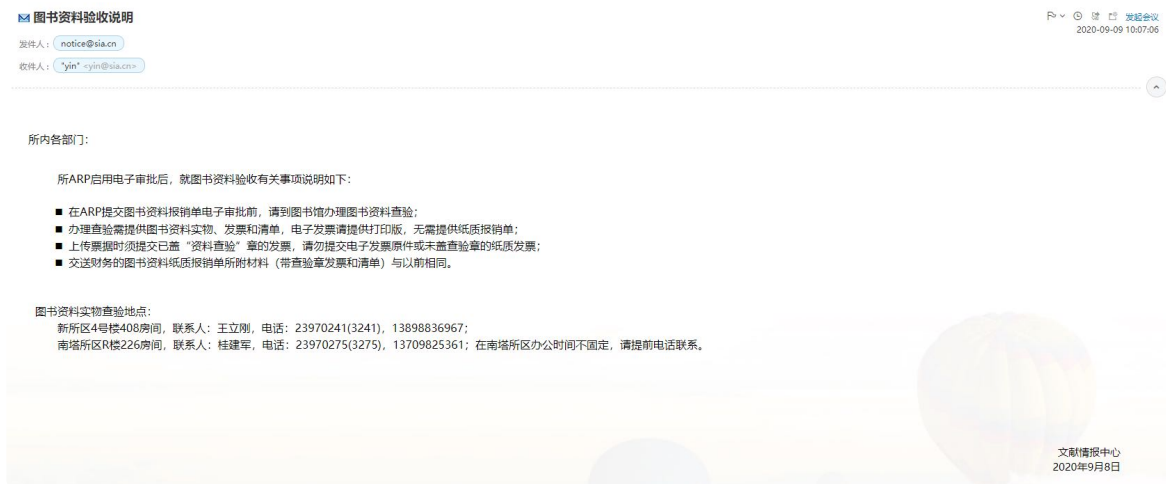 图书资料验收说明
发起会议
2020-09-09 10:07:06
发件人： notice@sia.cn
收件人： "yin" <yin@sia.cn>
所内各部门：
所ARP启用电子审批后，就图书资料验收有关事项说明如下：
■ 在ARP提交图书资料报销单电子审批前，请到图书馆办理图书资料查验；
■ 办理查验需提供图书资料实物、发票和清单，电子发票请提供打印版，无需提供纸质报销单；
■ 上传票据时须提交已盖“资料查验”章的发票，请勿提交电子发票原件或未盖查验章的纸质发票；
■ 交送财务的图书资料纸质报销单所附材料（带查验章发票和清单）与以前相同。
图书资料实物查验地点：
新所区4号楼408房间，联系人：王立刚，电话：23970241(3241)，13898836967；
南塔所区R楼226房间，联系人：桂建军，电话：23970275(3275)，13709825361；在南塔所区办公时间不固定，请提前电话联系。
文献情报中心
2020年9月8日